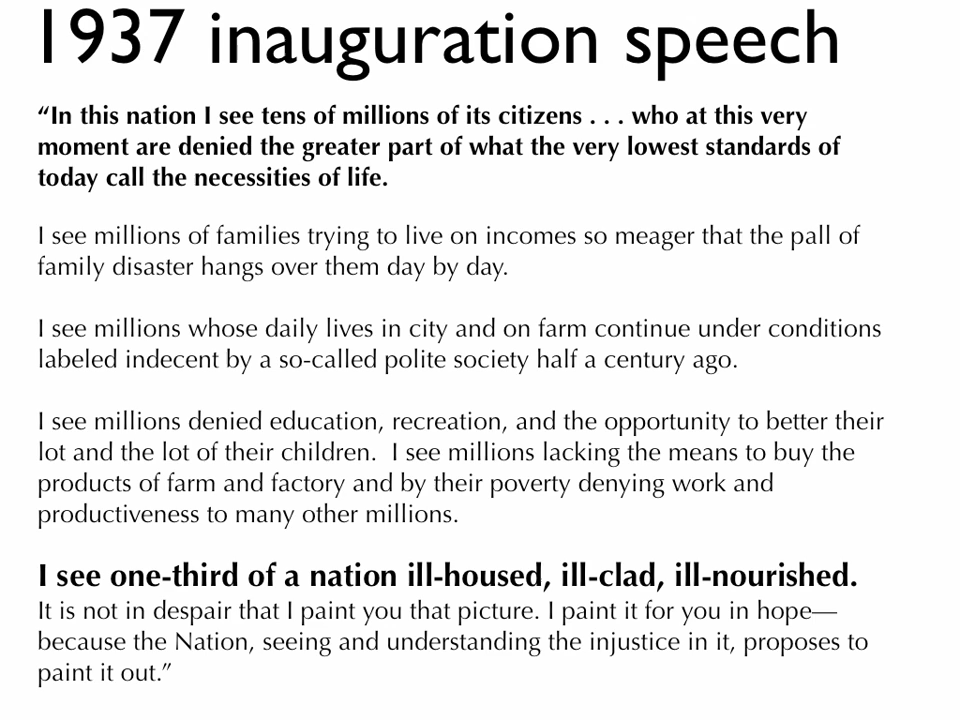 1937 inauguration speech
“In this nation I see tens of millions of its citizens . . . who at this very
moment are denied the greater part of what the very lowest standards of
today call the necessities of life.
I see millions of families trying to live on incomes so meager that the pall of
family disaster hangs over them day by day.
I see millions whose daily lives in city and on farm continue under conditions
labeled indecent by a so-called polite society half a century ago.
I see millions denied education, recreation, and the opportunity to better their
lot and the lot of their children.  I see millions lacking the means to buy the
products of farm and factory and by their poverty denying work and
productiveness to many other millions.
I see one-third of a nation ill-housed, ill-clad, ill-nourished.
It is not in despair that I paint you that picture. I paint it for you in hope—
because the Nation, seeing and understanding the injustice in it, proposes to
paint it out.”